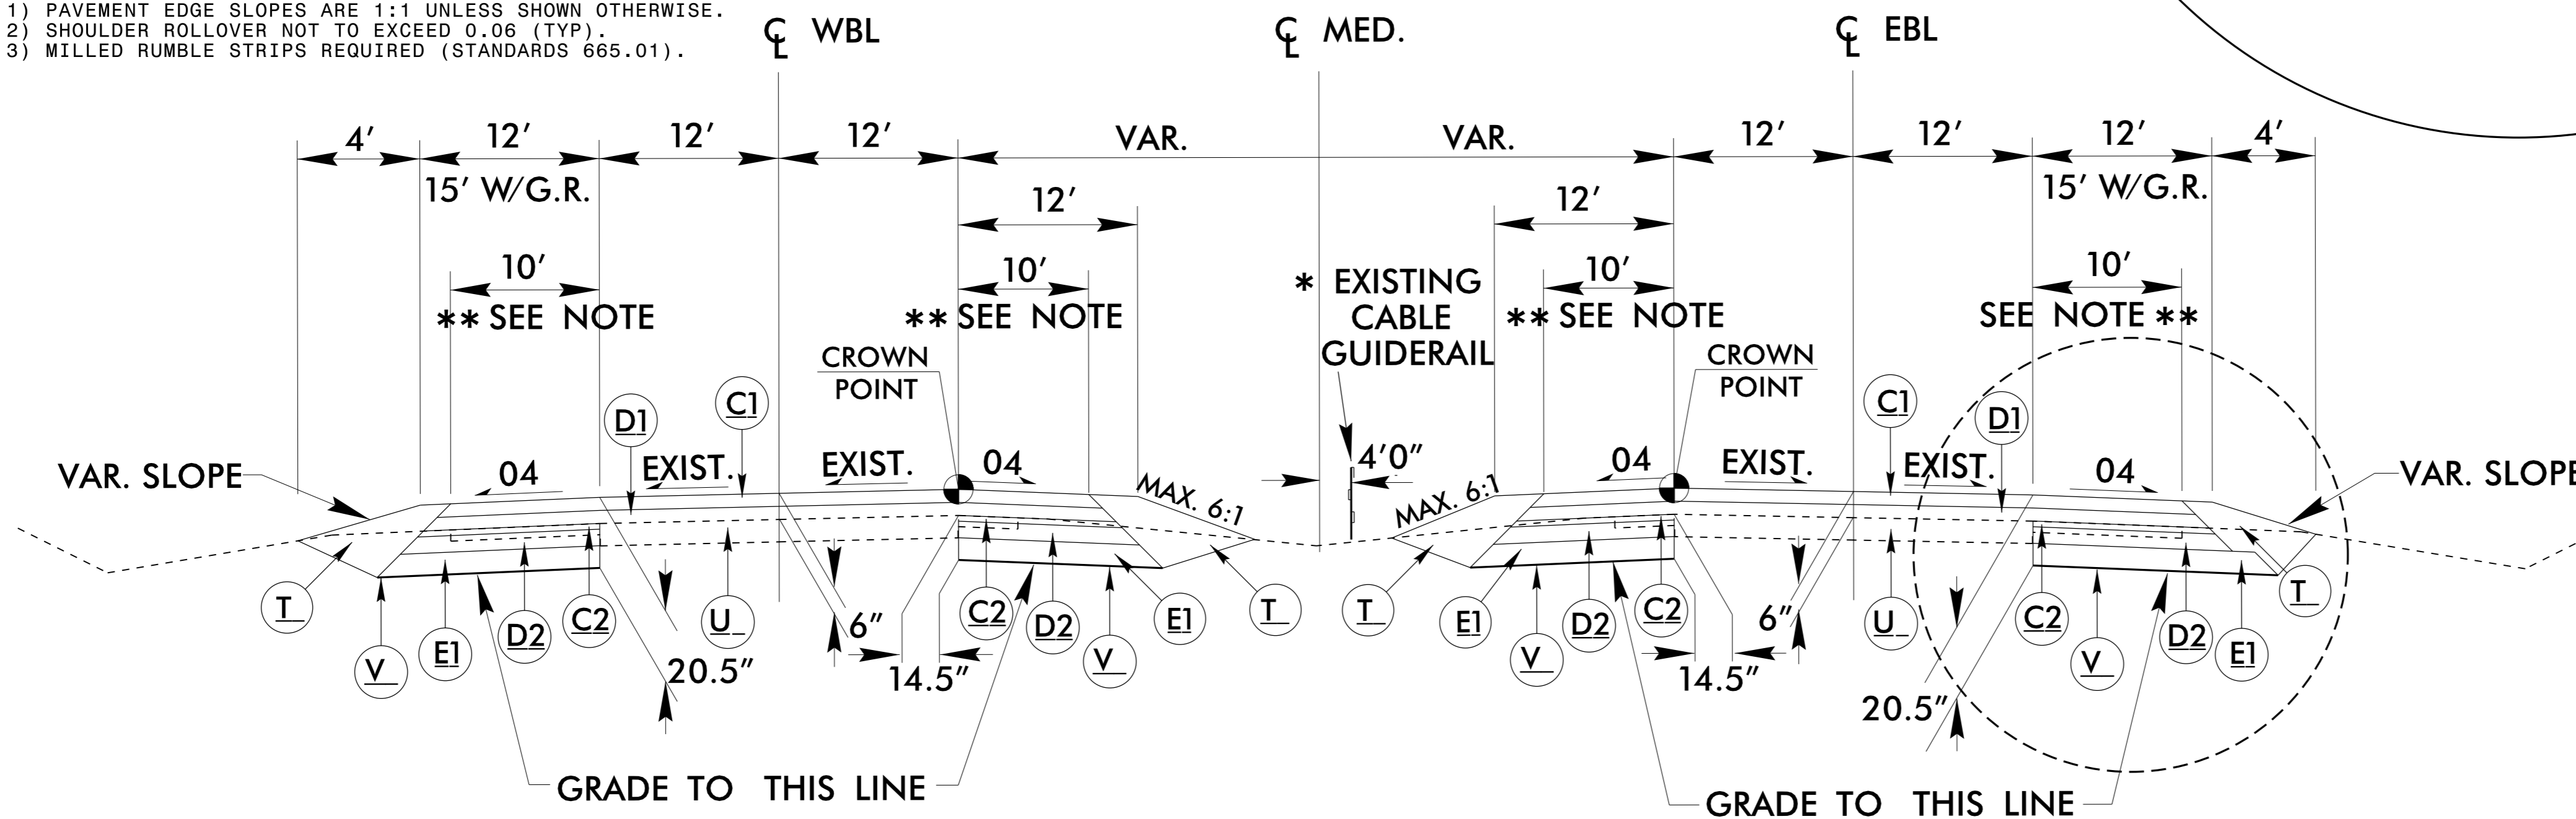 1) PAVEMENT EDGE SLOPES ARE 1:1 UNLESS SHOWN OTHERWISE.
2) SHOULDER ROLLOVER NOT TO EXCEED 0.06 (TYP).
3) MILLED RUMBLE STRIPS REQUIRED (STANDARDS 665.01).
℄ WBL
℄ MED.
℄ EBL
4' 12' 12' 12' VAR. VAR. 12' 12' 12' 4'
15' W/G.R.
15' W/G.R.
12'
12'
10'
10'
10'
10'
** SEE NOTE
** SEE NOTE
** SEE NOTE
SEE NOTE **
* EXISTING
CABLE
GUIDERAIL
CROWN
POINT
CROWN
POINT
D1
C1
C1
D1
VAR. SLOPE
04
EXIST.
EXIST.
04
MAX. 6:1
4'0"
MAX. 6:1
04
EXIST.
EXIST.
04
VAR. SLOPE
T
V
E1
D2
C2
U
20.5"
6"
14.5"
C2
D2
V
E1
T
T
E1
V
D2
C2
14.5"
6"
U
20.5"
C2
V
D2
E1
T
GRADE TO THIS LINE
GRADE TO THIS LINE